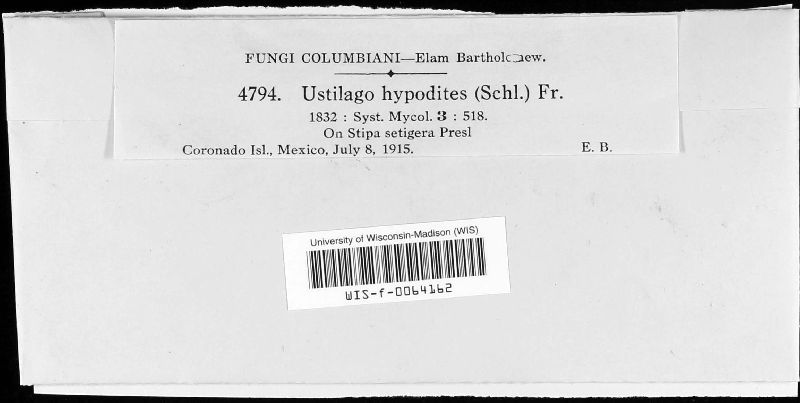 FUNGI COLUMBIANI—Elam Bartholomew.
4794. Ustilago hypodites (Schl.) Fr.
1832 : Syst. Mycol. 3 : 518.
On Stipa setigera Presl
Coronado Isl., Mexico, July 8, 1915. E. B.
University of Wisconsin-Madison (WIS)
WIS-f-0064162